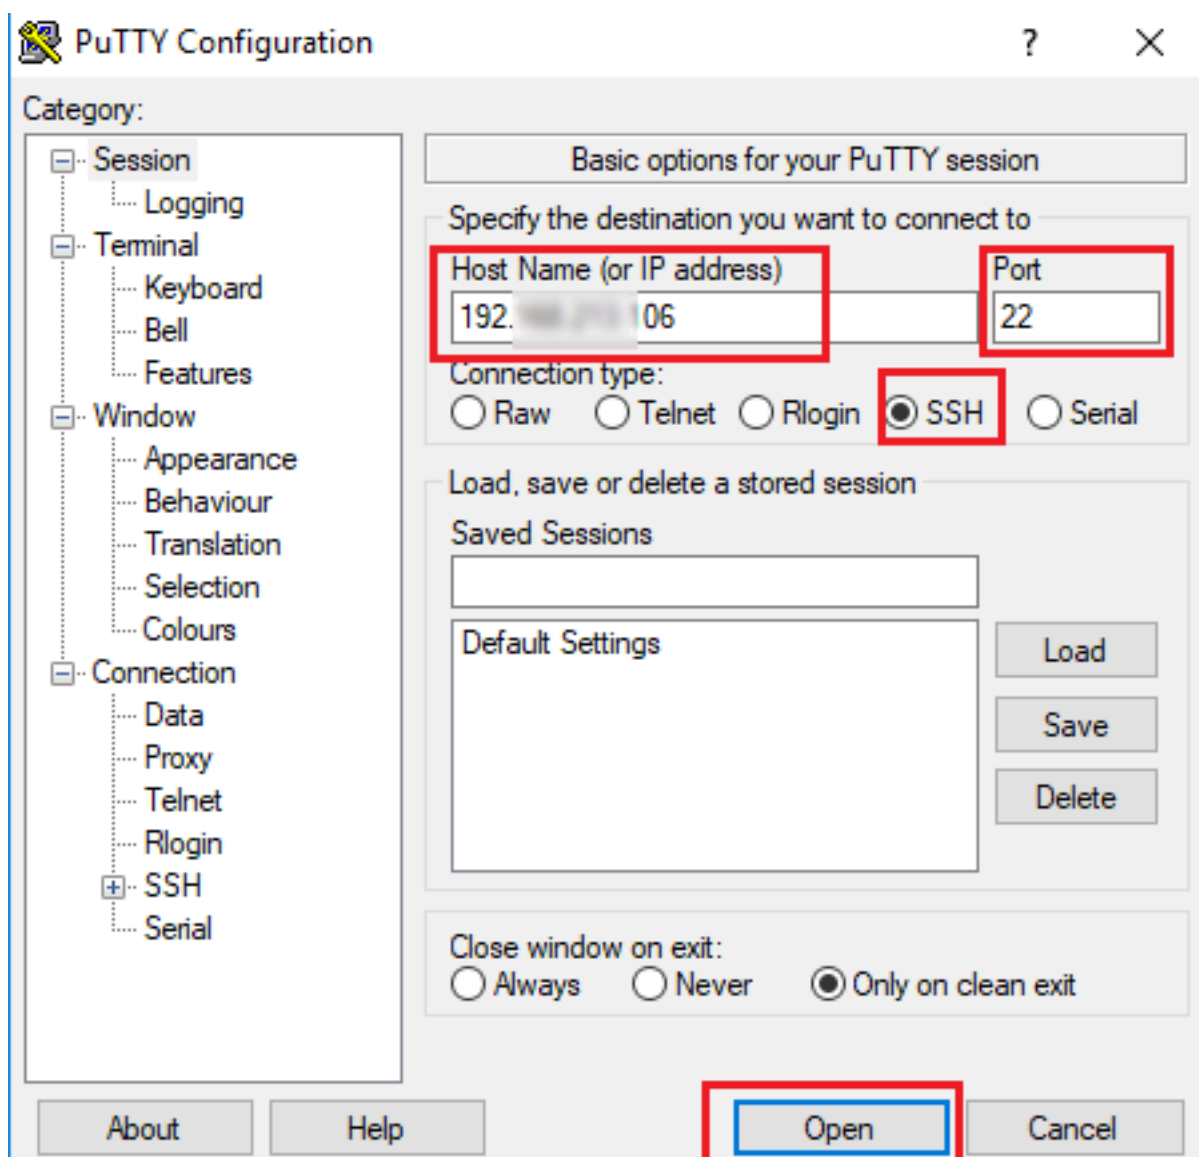 PuTTY Configuration
?
Category:
Session
Logging
Terminal
Keyboard
Bell
Features
Window
Appearance
Behaviour
Translation
Selection
Colours
Connection
Data
Proxy
Telnet
Rlogin
SSH
Serial
Basic options for your PuTTY session
Specify the destination you want to connect to
Host Name (or IP address) Port
192. 06 22
Connection type:
Raw Telnet Rlogin SSH Serial
Load, save or delete a stored session
Saved Sessions
Default Settings
Load
Save
Delete
Close window on exit:
Always Never Only on clean exit
About Help Open Cancel